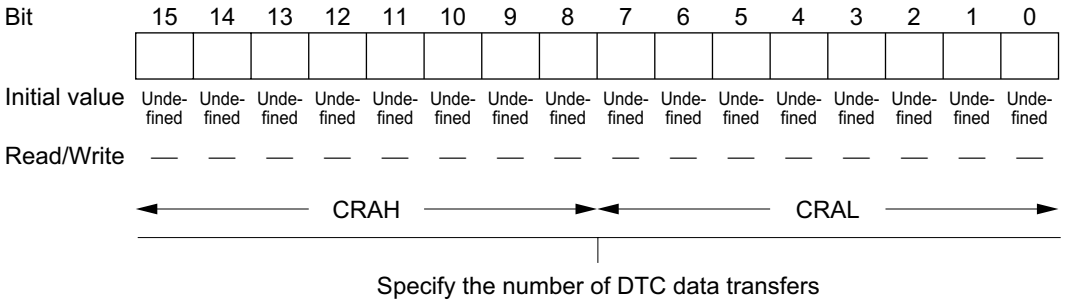 Bit 15 14 13 12 11 10 9 8 7 6 5 4 3 2 1 0
Initial value Unde- Unde- Unde- Unde- Unde- Unde- Unde- Unde- Unde- Unde- Unde- Unde- Unde- Unde- Unde- Unde-
fined fined fined fined fined fined fined fined fined fined fined fined fined fined fined fined
Read/Write — — — — — — — — — — — — — — — —
CRAH CRAL
Specify the number of DTC data transfers